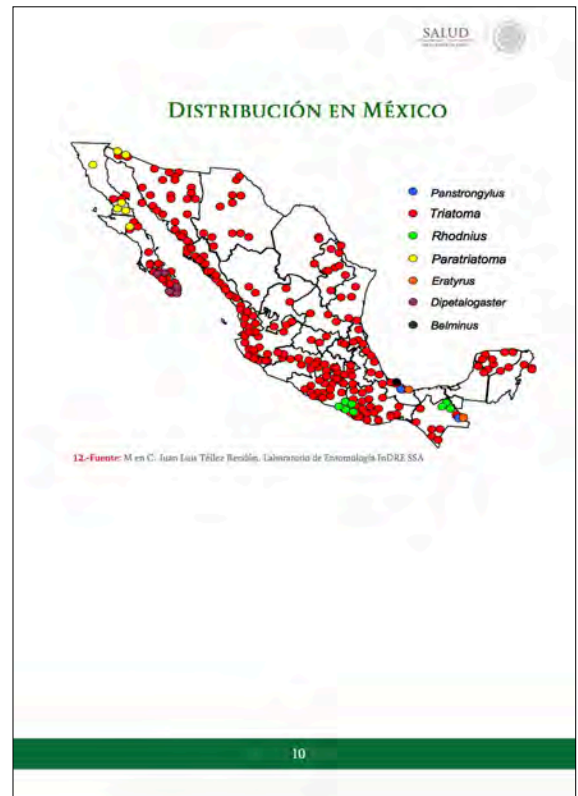 SALUD
DISTRIBUCIÓN EN MÉXICO
Panstrongylus
Triatoma
Rhodnius
Paratriatoma
Eratyrus
Dipetalogaster
Belminus
12.-Fuente: M en C. Juan Luis Téllez Rendón. Laboratorio de Entomología InDRE SSA
10